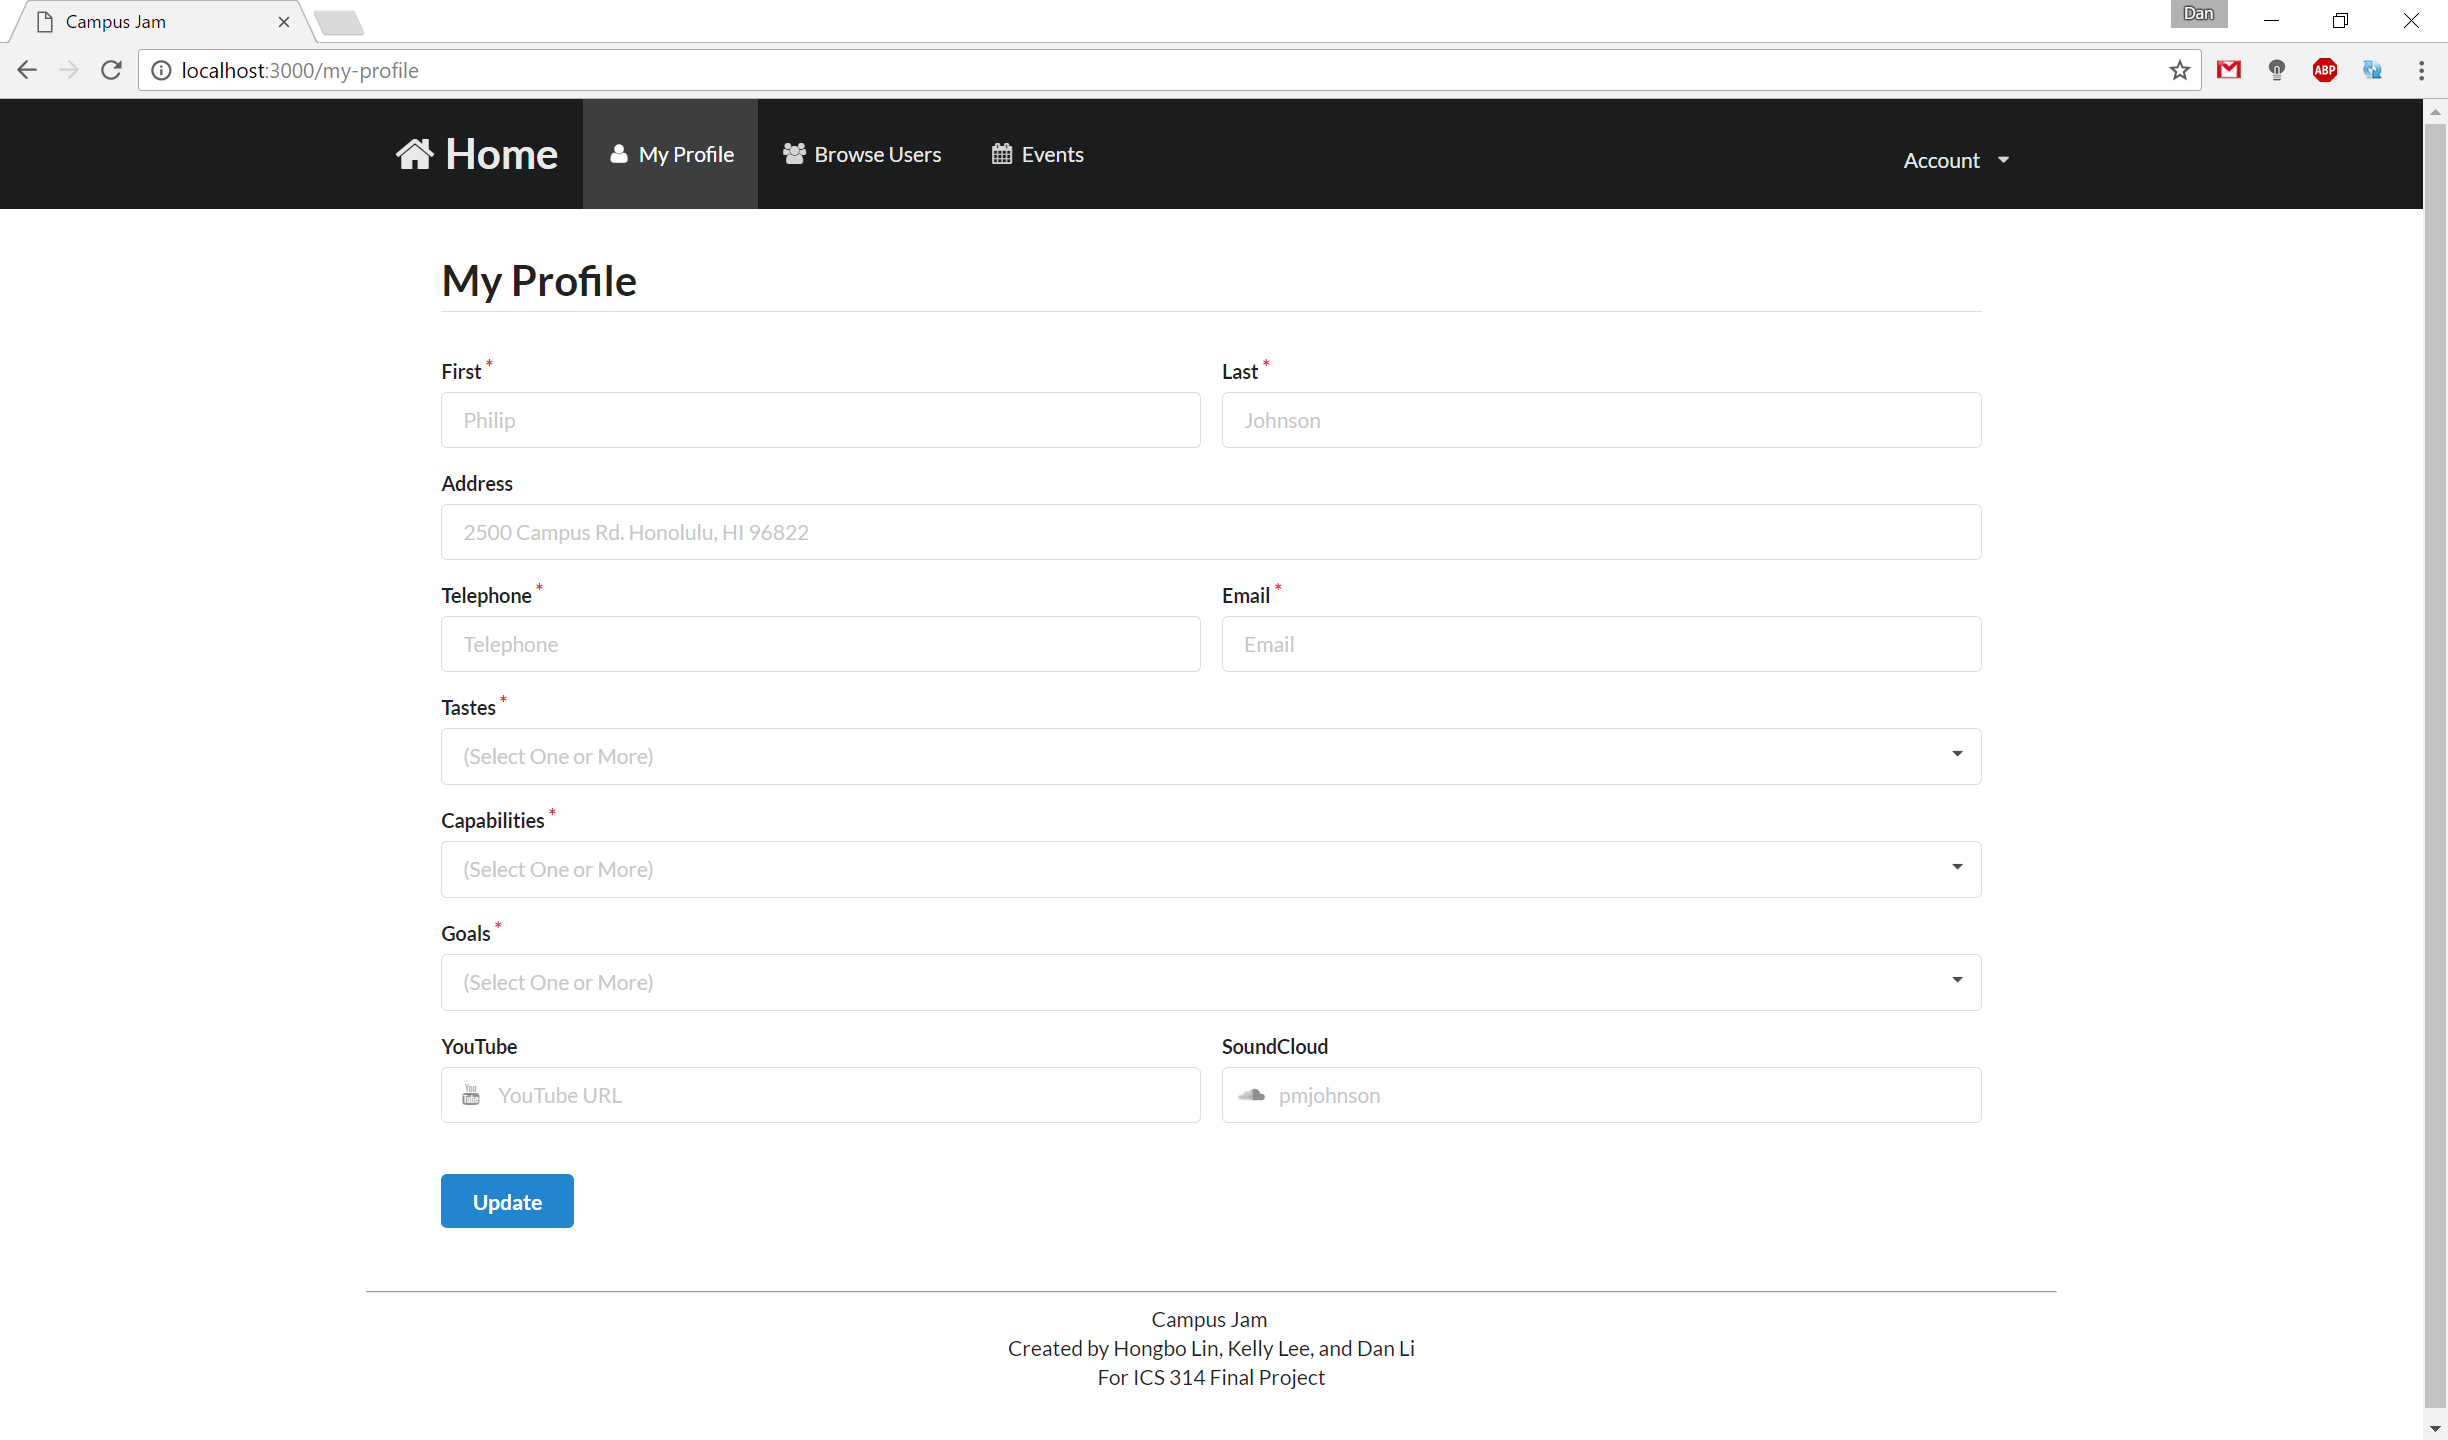 Campus Jam
Dan
localhost:3000/my-profile
ABP
Home
My Profile
Browse Users
Events
Account
My Profile
First *
Last *
Philip
Johnson
Address
2500 Campus Rd. Honolulu, HI 96822
Telephone *
Email *
Telephone
Email
Tastes *
(Select One or More)
Capabilities *
(Select One or More)
Goals *
(Select One or More)
YouTube
SoundCloud
You
Tube
YouTube URL
pmjohnson
Update
Campus Jam
Created by Hongbo Lin, Kelly Lee, and Dan Li
For ICS 314 Final Project